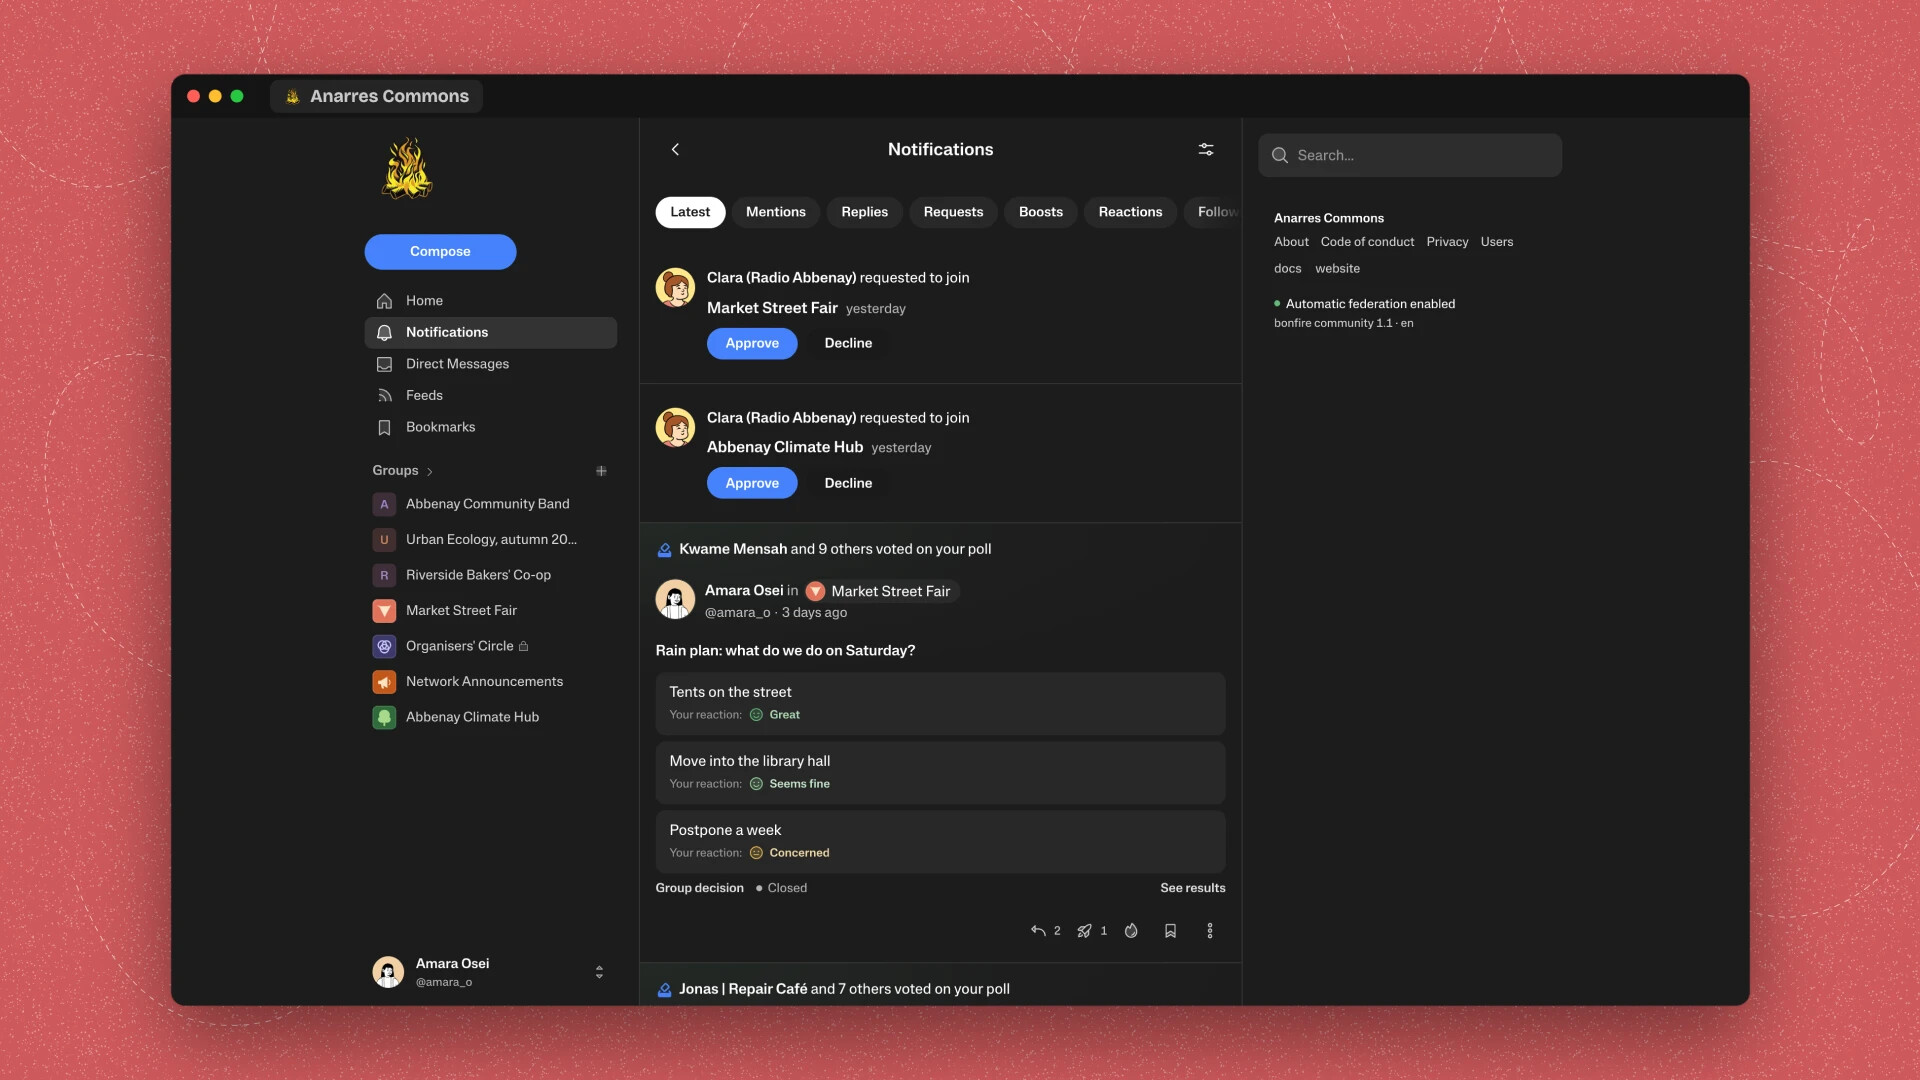 Anarres Commons
Compose
Home
Notifications
Direct Messages
Feeds
Bookmarks
Groups
A Abbenay Community Band
U Urban Ecology, autumn 20...
R Riverside Bakers' Co-op
Market Street Fair
Organisers' Circle
Network Announcements
Abbenay Climate Hub
Amara Osei
@amara_o
Notifications
Latest Mentions Replies Requests Boosts Reactions Follow
Clara (Radio Abbenay) requested to join
Market Street Fair yesterday
Approve Decline
Clara (Radio Abbenay) requested to join
Abbenay Climate Hub yesterday
Approve Decline
Kwame Mensah and 9 others voted on your poll
Amara Osei in Market Street Fair
@amara_o · 3 days ago
Rain plan: what do we do on Saturday?
Tents on the street
Your reaction: Great
Move into the library hall
Your reaction: Seems fine
Postpone a week
Your reaction: Concerned
Group decision • Closed See results
2 1
Jonas | Repair Café and 7 others voted on your poll
Search...
Anarres Commons
About Code of conduct Privacy Users
docs website
Automatic federation enabled
bonfire community 1.1 · en